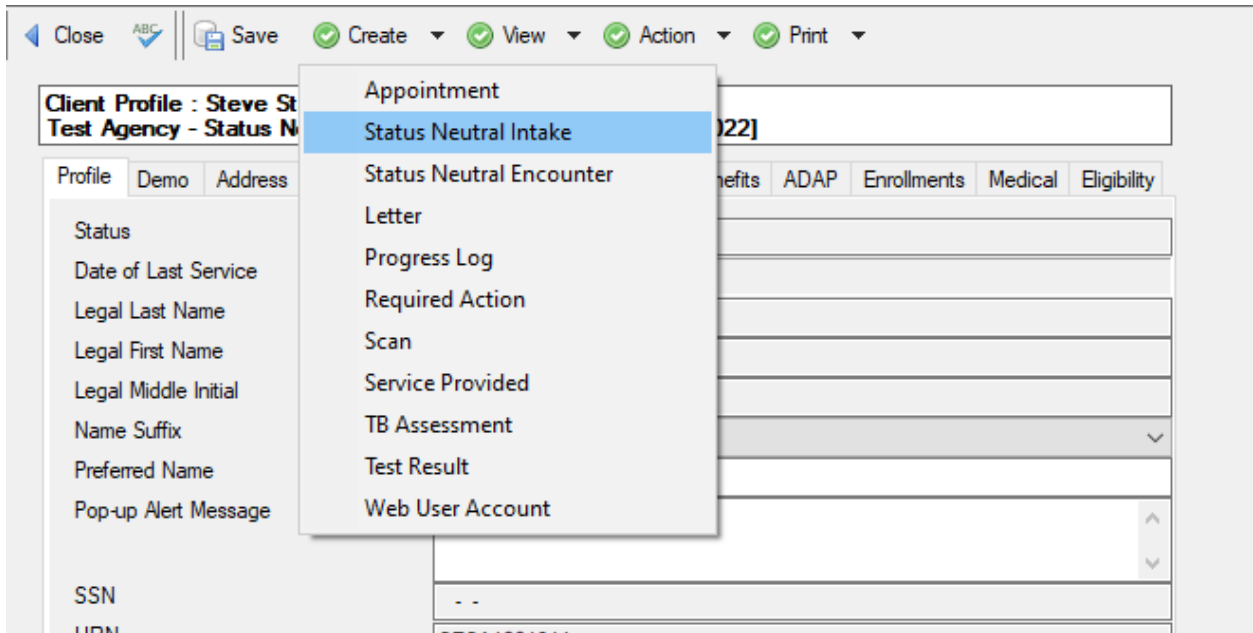 Close ABC Save Create View Action Print
Client Profile : Steve St
Test Agency - Status N 022]
Profile Demo Address nefits ADAP Enrollments Medical Eligibility
Appointment
Status Neutral Intake
Status Neutral Encounter
Letter
Progress Log
Required Action
Scan
Service Provided
TB Assessment
Test Result
Web User Account
Status
Date of Last Service
Legal Last Name
Legal First Name
Legal Middle Initial
Name Suffix
Preferred Name
Pop-up Alert Message
SSN - -